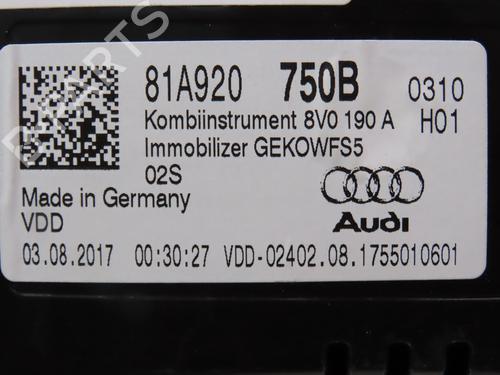 81A920 750B 0310
Kombiinstrument 8V0 190 A H01
Immobilizer GEKOWFS5
02S
Made in Germany
VDD
Audi
03.08.2017 00:30:27 VDD-02402.08.1755010601
B-PARTS